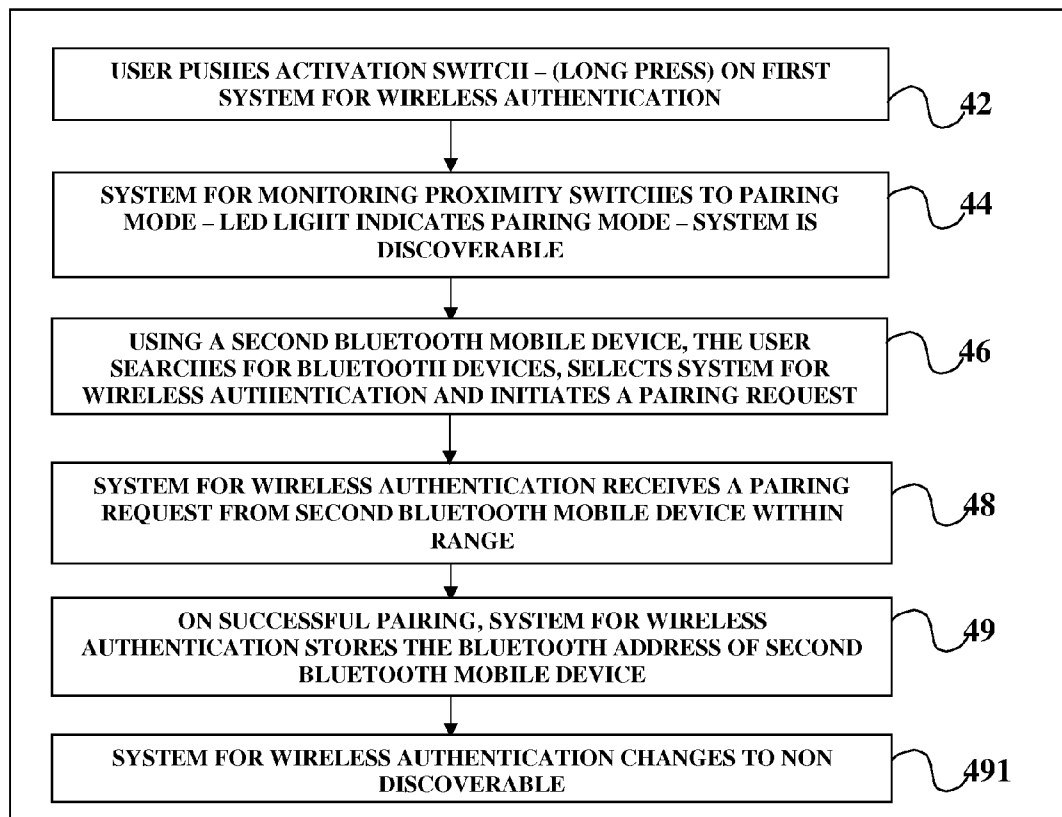 USER PUSHES ACTIVATION SWITCH – (LONG PRESS) ON FIRST
SYSTEM FOR WIRELESS AUTHENTICATION
42
SYSTEM FOR MONITORING PROXIMITY SWITCHES TO PAIRING
MODE – LED LIGHT INDICATES PAIRING MODE – SYSTEM IS
DISCOVERABLE
44
USING A SECOND BLUETOOTH MOBILE DEVICE, THE USER
SEARCHES FOR BLUETOOTH DEVICES, SELECTS SYSTEM FOR
WIRELESS AUTHENTICATION AND INITIATES A PAIRING REQUEST
46
SYSTEM FOR WIRELESS AUTHENTICATION RECEIVES A PAIRING
REQUEST FROM SECOND BLUETOOTH MOBILE DEVICE WITHIN
RANGE
48
ON SUCCESSFUL PAIRING, SYSTEM FOR WIRELESS
AUTHENTICATION STORES THE BLUETOOTH ADDRESS OF SECOND
BLUETOOTH MOBILE DEVICE
49
SYSTEM FOR WIRELESS AUTHENTICATION CHANGES TO NON
DISCOVERABLE
491